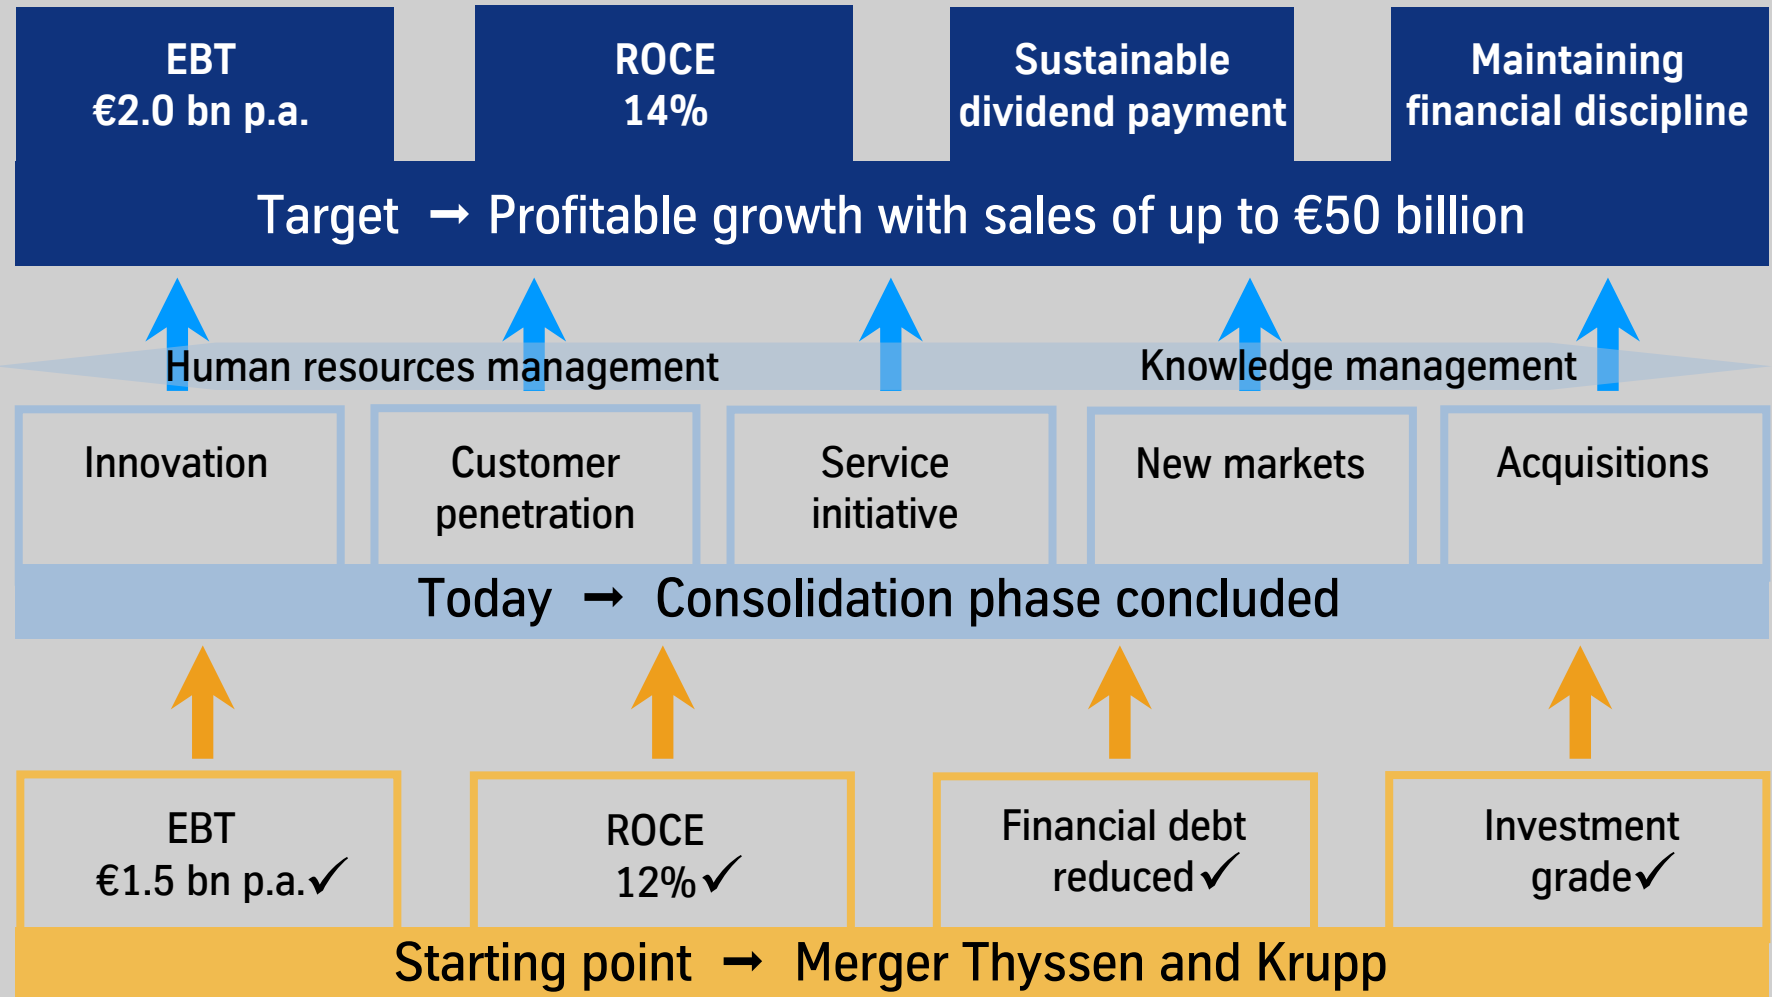 EBT
€2.0 bn p.a.
ROCE
14%
Sustainable
dividend payment
Maintaining
financial discipline
Target → Profitable growth with sales of up to €50 billion
Human resources management
Knowledge management
Innovation
Customer
penetration
Service
initiative
New markets
Acquisitions
Today → Consolidation phase concluded
EBT
€1.5 bn p.a.✓
ROCE
12%✓
Financial debt
reduced✓
Investment
grade✓
Starting point → Merger Thyssen and Krupp